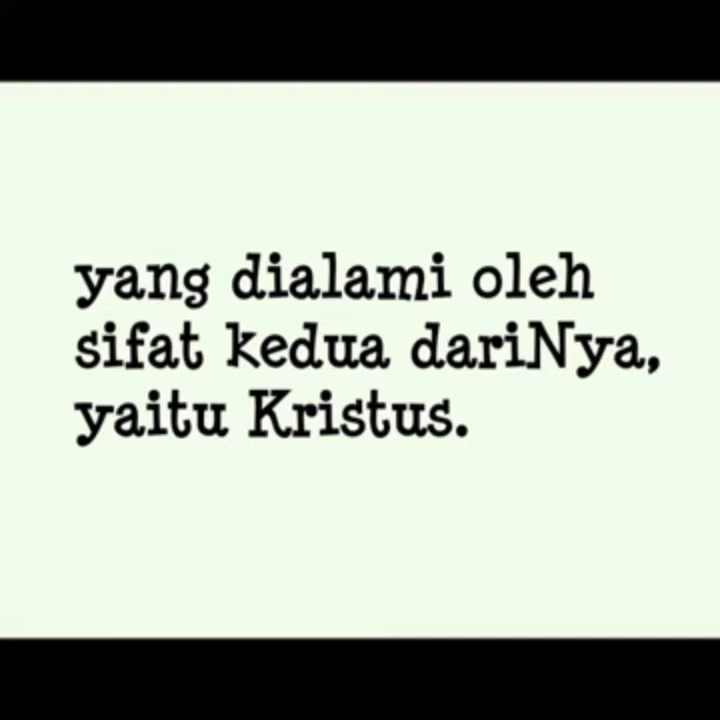 yang dialami oleh
sifat kedua dariNya,
yaitu Kristus.